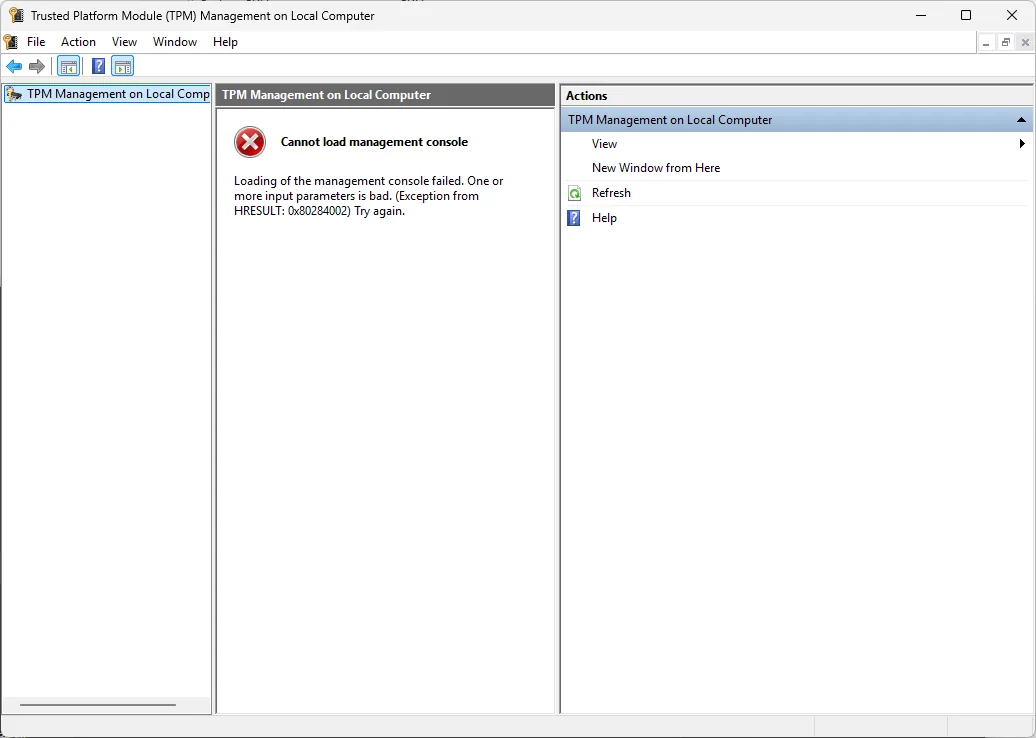 Trusted Platform Module (TPM) Management on Local Computer
File Action View Window Help
TPM Management on Local Comp
TPM Management on Local Computer
Cannot load management console
Loading of the management console failed. One or
more input parameters is bad. (Exception from
HRESULT: 0x80284002) Try again.
Actions
TPM Management on Local Computer
View
New Window from Here
Refresh
Help